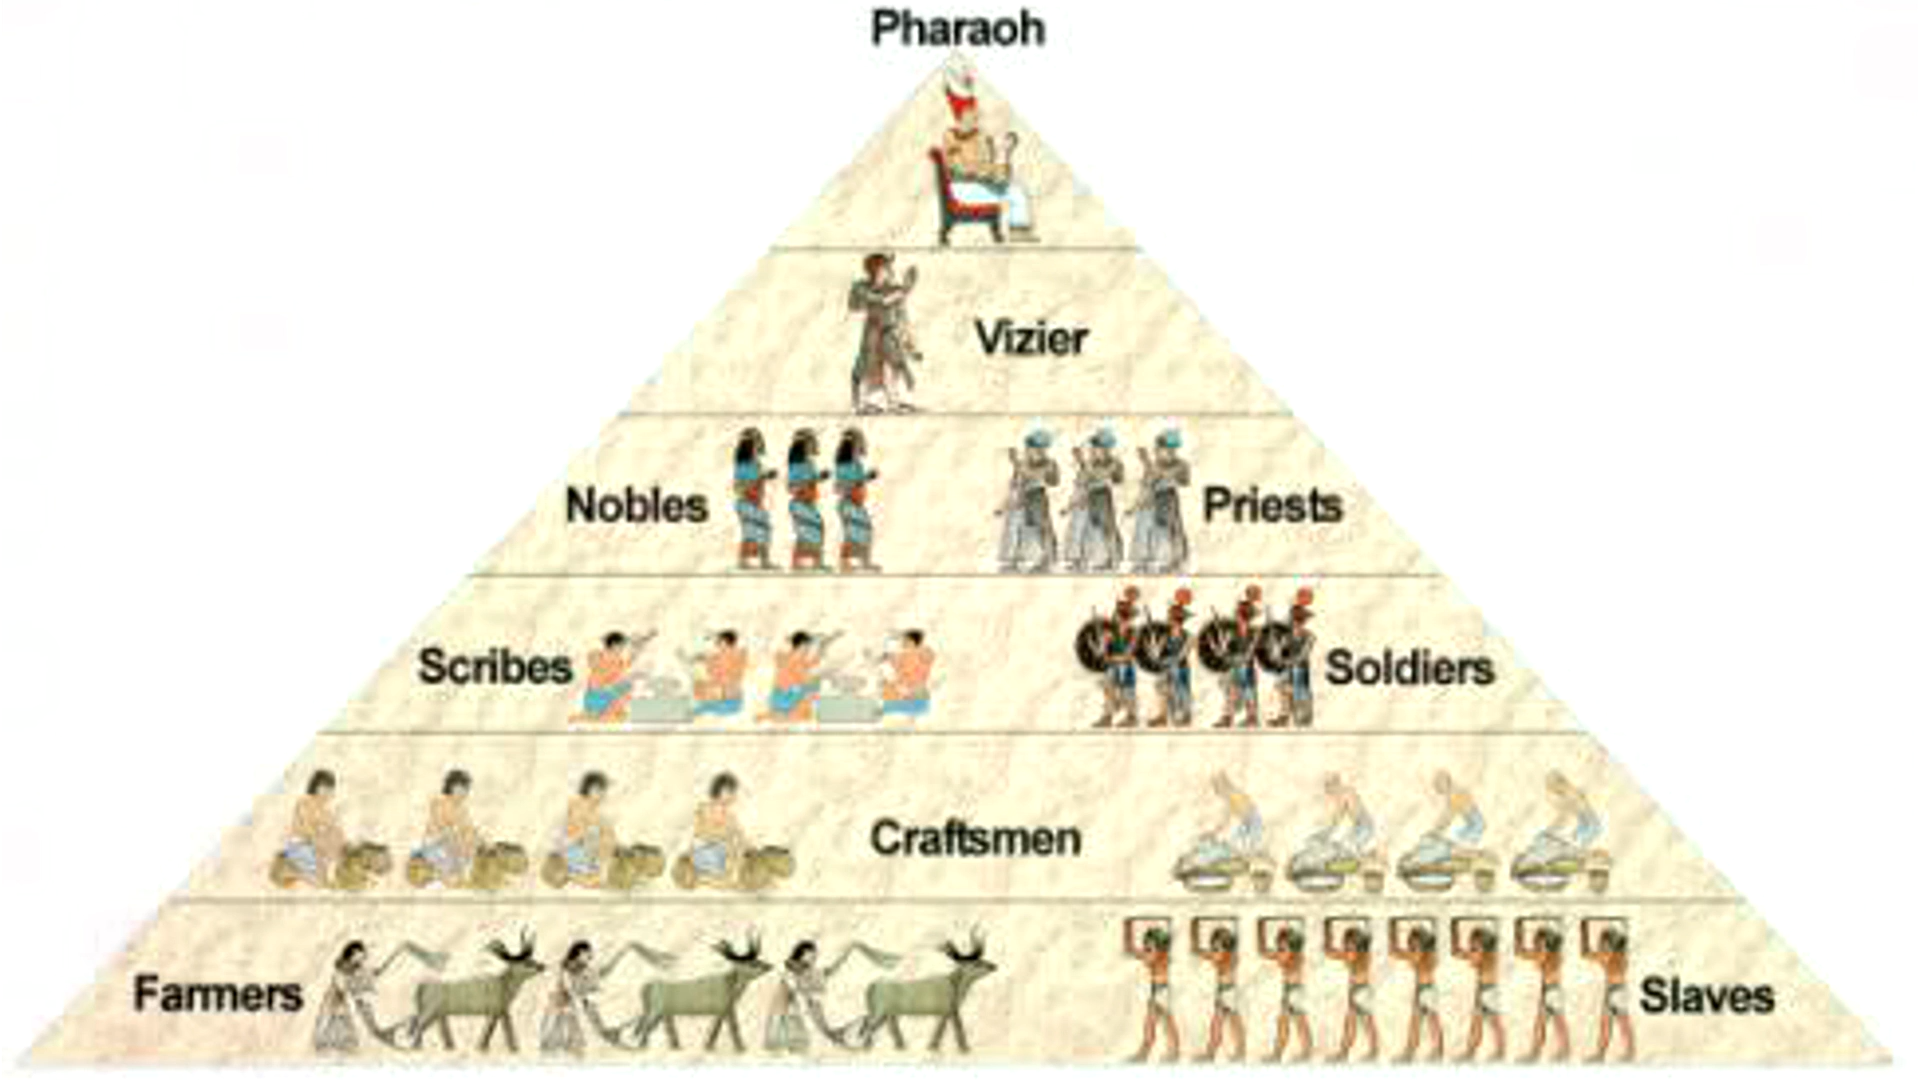 Pharaoh
Vizier
Nobles
Priests
Scribes
Soldiers
Craftsmen
Farmers
Slaves